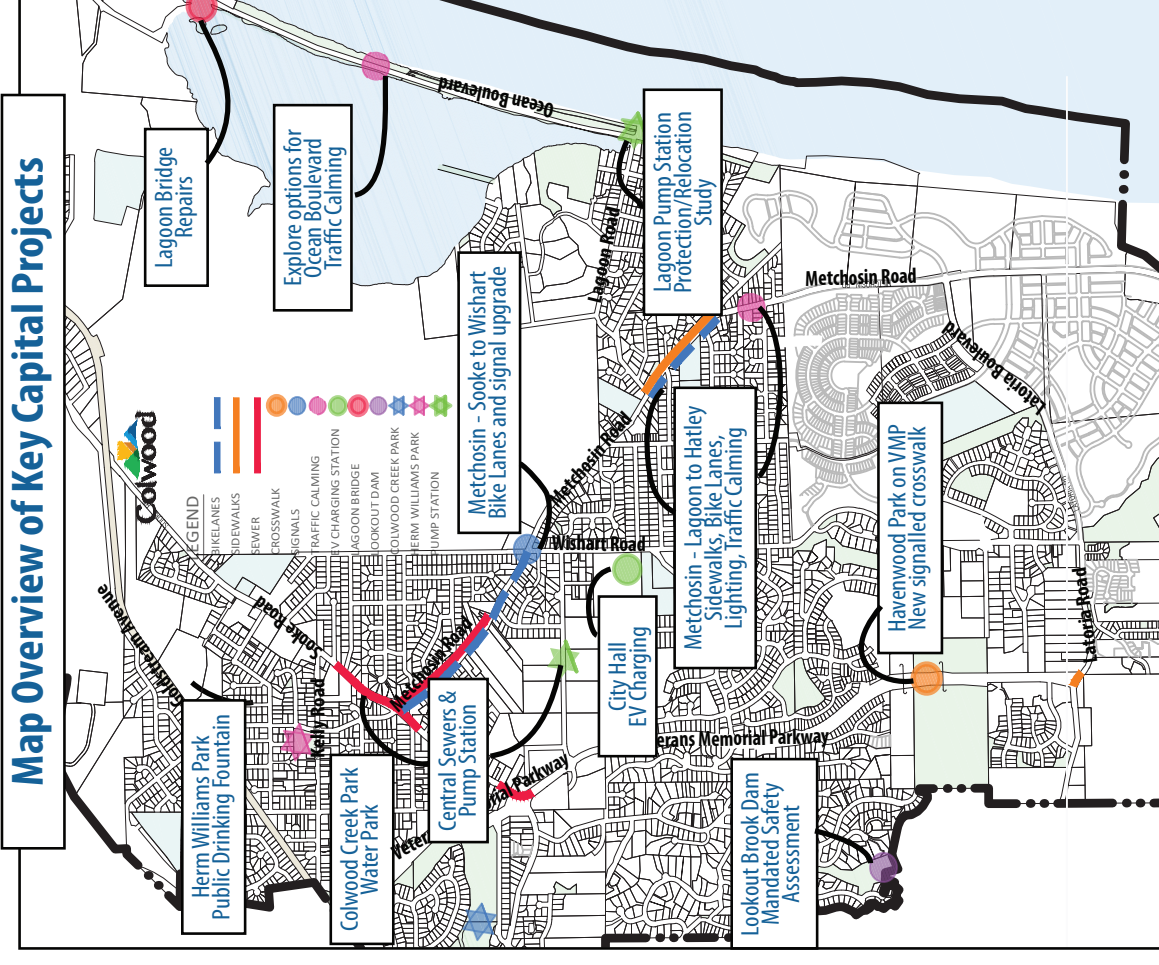 Map Overview of Key Capital Projects
Colwood
LEGEND
BIKELANES
SIDEWALKS
SEWER
CROSSWALK
SIGNALS
TRAFFIC CALMING
EV CHARGING STATION
LAGOON BRIDGE
LOOKOUT DAM
COLWOOD CREEK PARK
HERM WILLIAMS PARK
PUMP STATION
Lagoon Bridge
Repairs
Explore options for
Ocean Boulevard
Traffic Calming
Ocean Boulevard
Lagoon Pump Station
Protection/Relocation
Study
Lagoon Road
Metchosin - Sooke to Wishart
Bike Lanes and signal upgrade
Metchosin Road
Metchosin Road
Metchosin Road
Wishart Road
Metchosin - Lagoon to Hatley
Sidewalks, Bike Lanes,
Lighting, Traffic Calming
Latoria Boulevard
Havenwood Park on VMP
New signalled crosswalk
Latoria Road
Coldstream Avenue
Sooke Road
Kelly Road
Herm Williams Park
Public Drinking Fountain
Colwood Creek Park
Water Park
Central Sewers &
Pump Station
City Hall
EV Charging
Veter
rial Parkway
erans Memorial Parkway
Lookout Brook Dam
Mandated Safety
Assessment